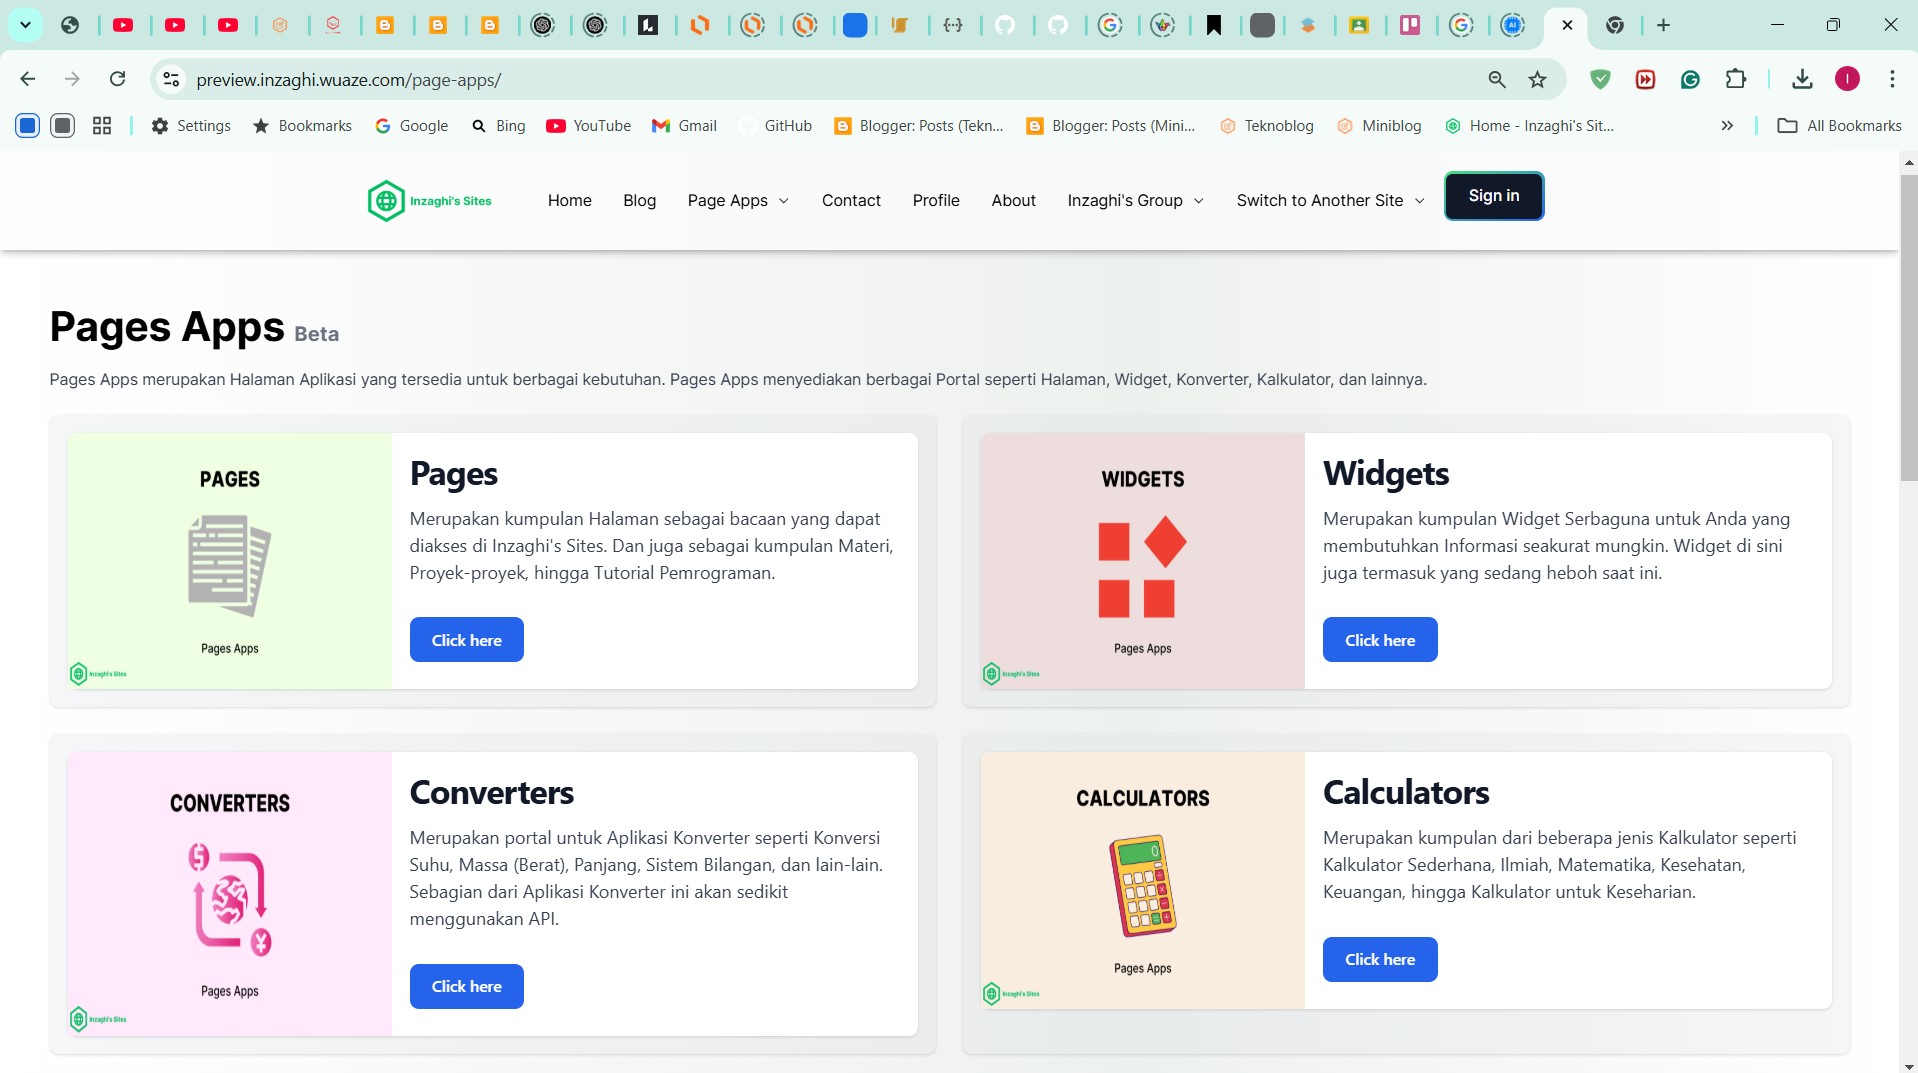 preview.inzaghi.wuaze.com/page-apps/
Settings
Bookmarks
Google
Bing
YouTube
Gmail
GitHub
Blogger: Posts (Tekn...
Blogger: Posts (Mini...
Teknoblog
Miniblog
Home - Inzaghi's Sit...
All Bookmarks
Inzaghi's Sites
Home
Blog
Page Apps
Contact
Profile
About
Inzaghi's Group
Switch to Another Site
Sign in
Pages Apps Beta
Pages Apps merupakan Halaman Aplikasi yang tersedia untuk berbagai kebutuhan. Pages Apps menyediakan berbagai Portal seperti Halaman, Widget, Konverter, Kalkulator, dan lainnya.
PAGES
Pages Apps
Inzaghi's Sites
Pages
Merupakan kumpulan Halaman sebagai bacaan yang dapat
diakses di Inzaghi's Sites. Dan juga sebagai kumpulan Materi,
Proyek-proyek, hingga Tutorial Pemrograman.
Click here
WIDGETS
Pages Apps
Inzaghi's Sites
Widgets
Merupakan kumpulan Widget Serbaguna untuk Anda yang
membutuhkan Informasi seakurat mungkin. Widget di sini
juga termasuk yang sedang heboh saat ini.
Click here
CONVERTERS
Pages Apps
Inzaghi's Sites
Converters
Merupakan portal untuk Aplikasi Konverter seperti Konversi
Suhu, Massa (Berat), Panjang, Sistem Bilangan, dan lain-lain.
Sebagian dari Aplikasi Konverter ini akan sedikit
menggunakan API.
Click here
CALCULATORS
Pages Apps
Inzaghi's Sites
Calculators
Merupakan kumpulan dari beberapa jenis Kalkulator seperti
Kalkulator Sederhana, Ilmiah, Matematika, Kesehatan,
Keuangan, hingga Kalkulator untuk Keseharian.
Click here